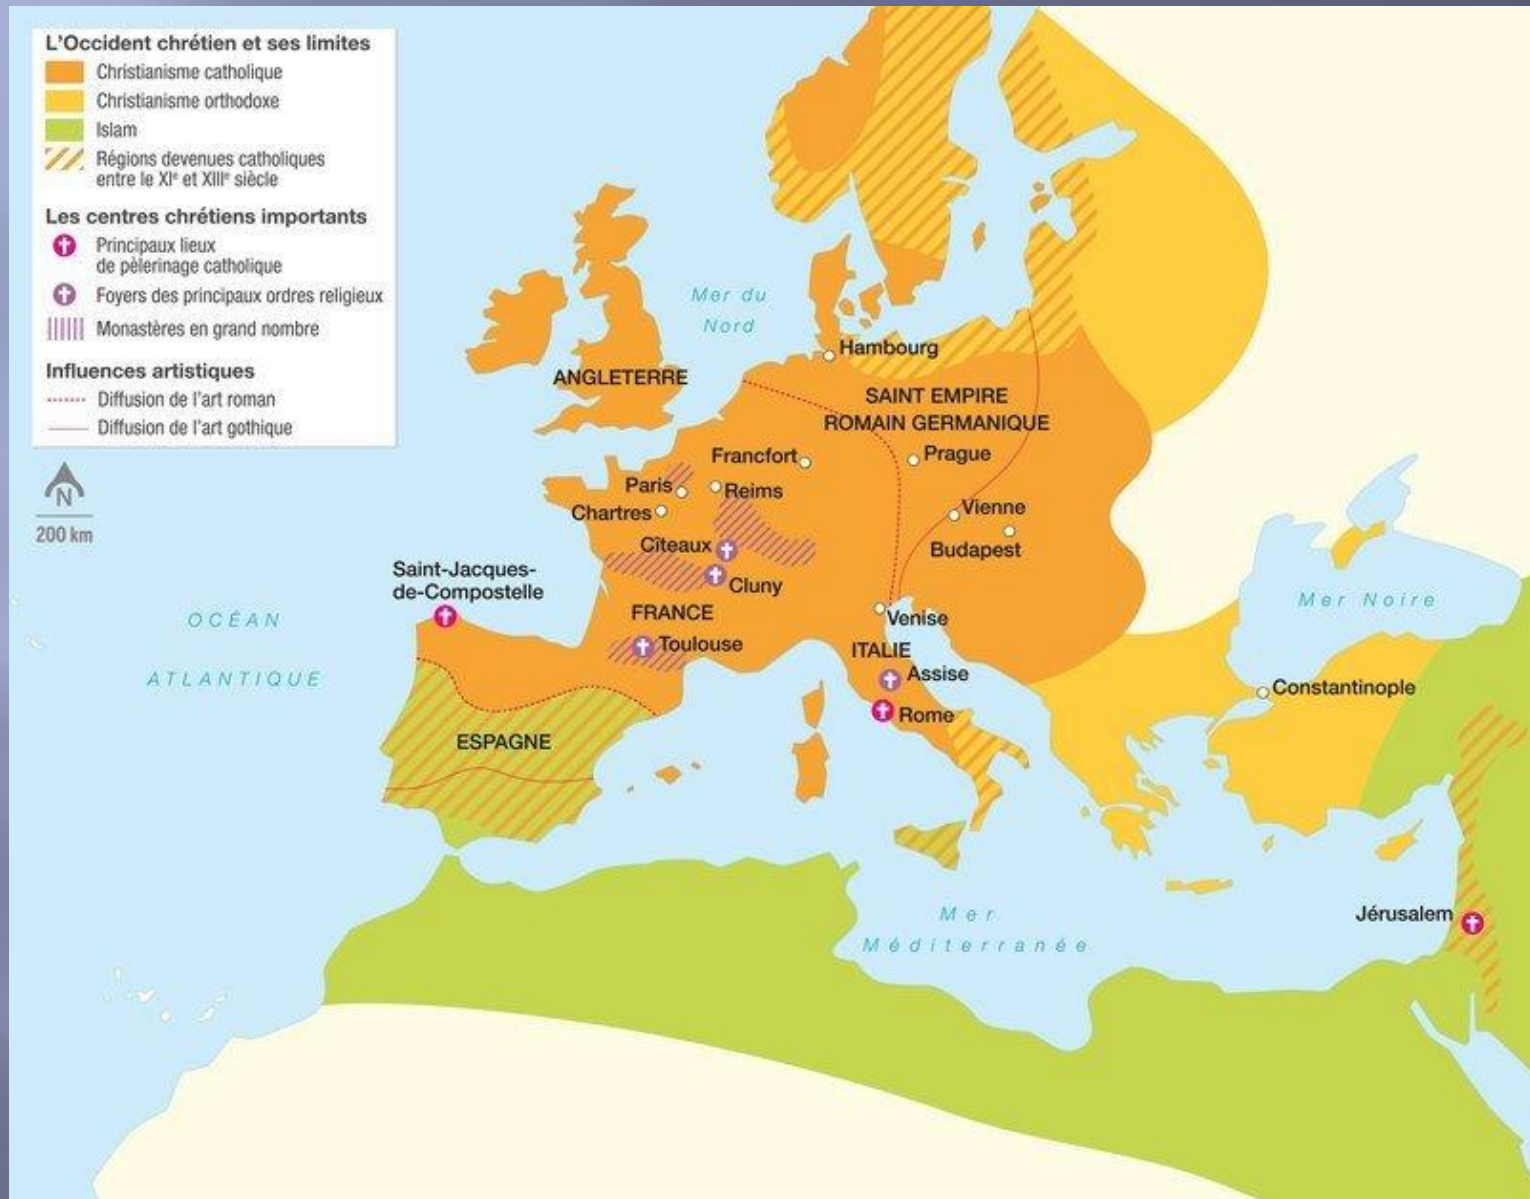 L'Occident chrétien et ses limites
Christianisme catholique
Christianisme orthodoxe
Islam
Régions devenues catholiques
entre le XIe et XIIIe siècle
Les centres chrétiens importants
Principaux lieux
de pèlerinage catholique
Foyers des principaux ordres religieux
Monastères en grand nombre
Influences artistiques
Diffusion de l'art roman
Diffusion de l'art gothique
N
200 km
Mer du
Nord
Hambourg
ANGLETERRE
SAINT EMPIRE
ROMAIN GERMANIQUE
Francfort
Prague
Paris
Reims
Chartres
Vienne
Budapest
Cîteaux
Cluny
Saint-Jacques-
de-Compostelle
FRANCE
Venise
Mer Noire
OCÉAN
ATLANTIQUE
Toulouse
ITALIE
Assise
Rome
Constantinople
ESPAGNE
Mer
Méditerranée
Jérusalem